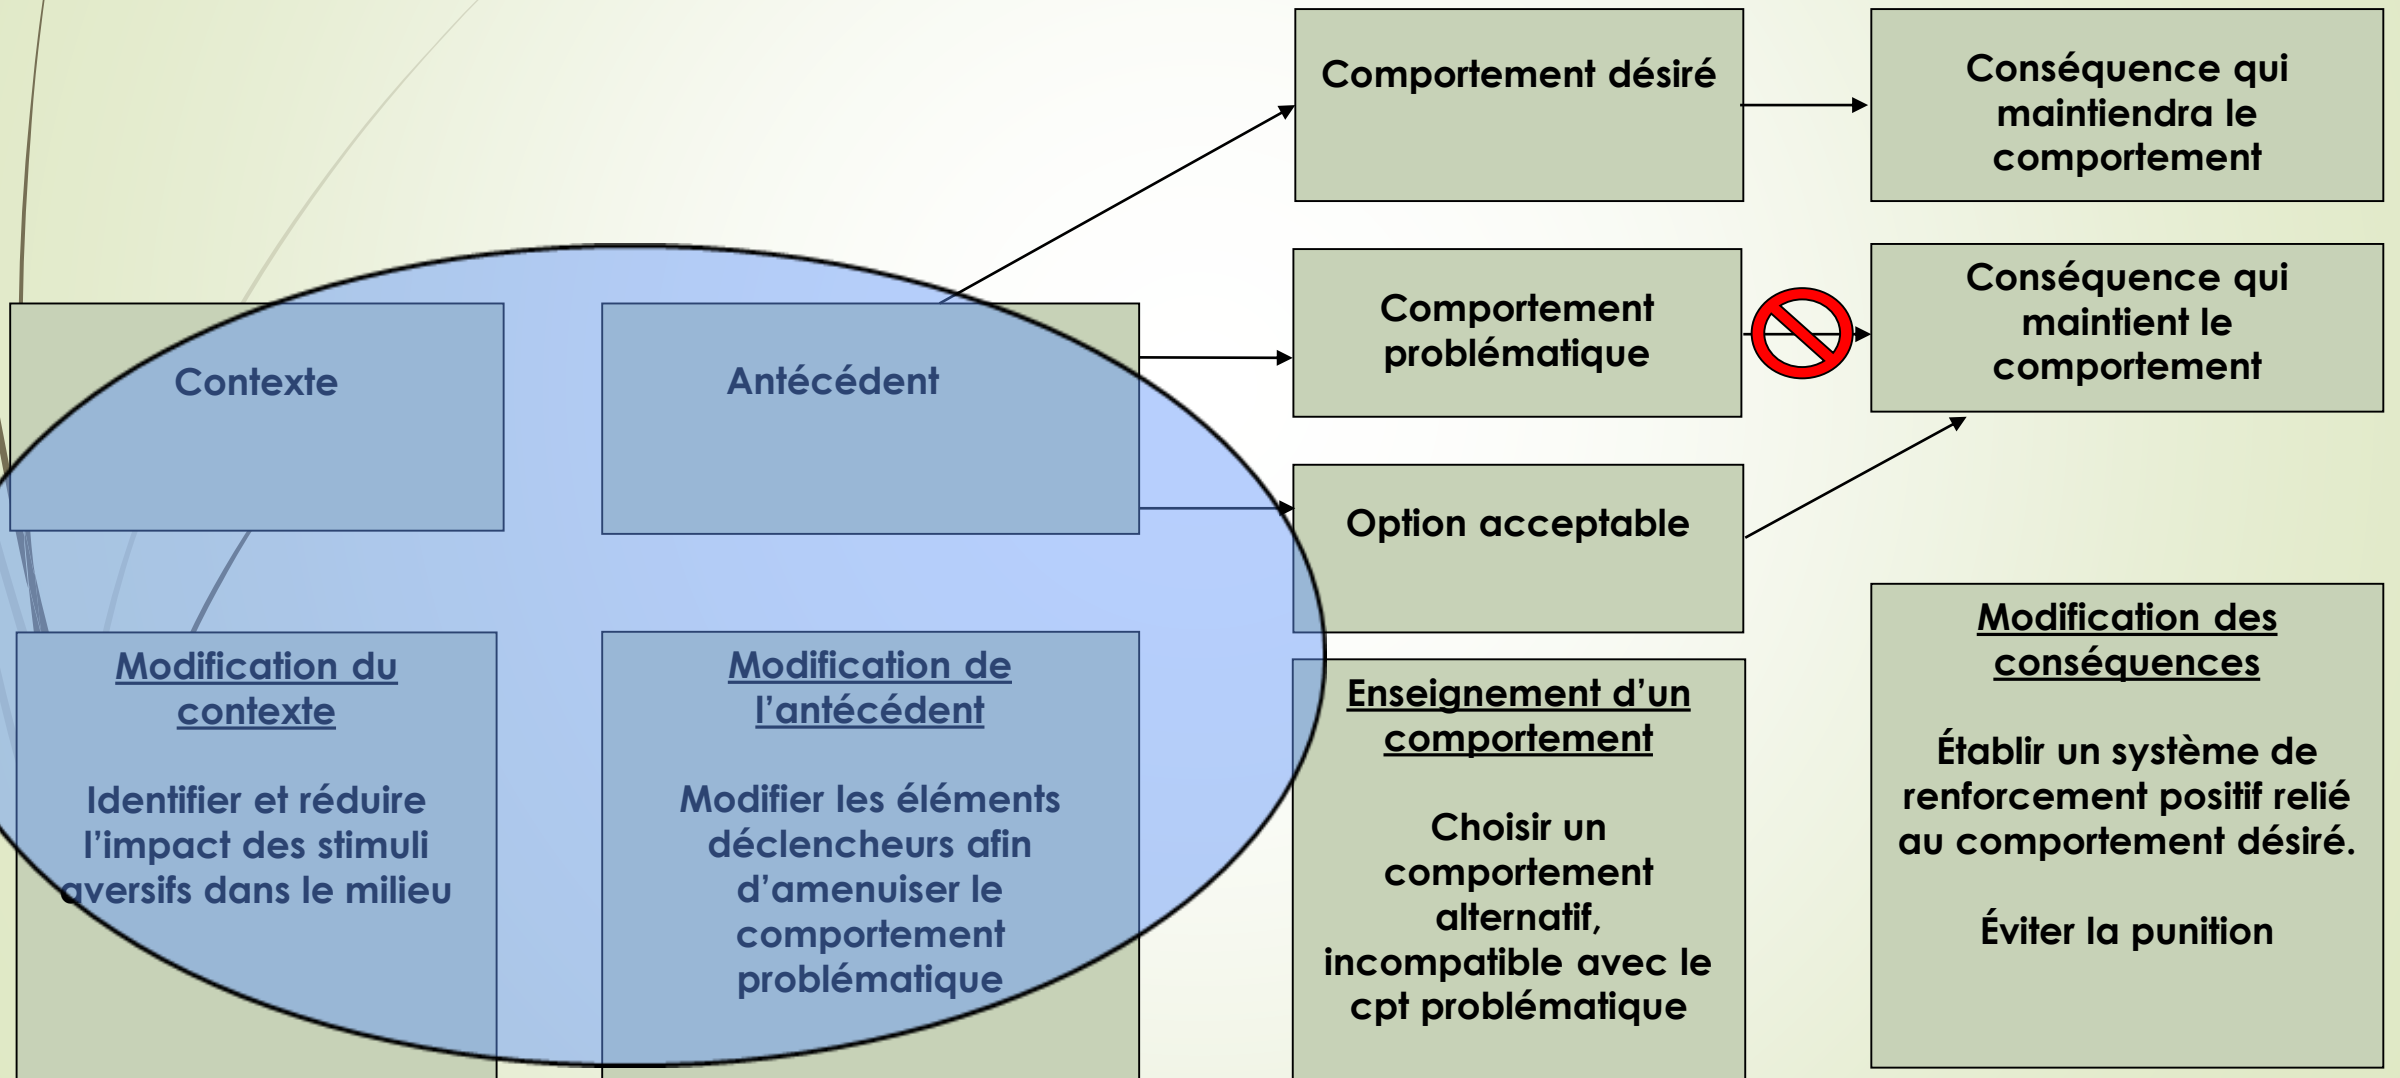 Comportement désiré
Conséquence qui
maintiendra le
comportement
Contexte
Antécédent
Comportement
problématique
Conséquence qui
maintient le
comportement
Option acceptable
Modification du
contexte
Identifier et réduire
l'impact des stimuli
aversifs dans le milieu
Modification de
l'antécédent
Modifier les éléments
déclencheurs afin
d'amenuiser le
comportement
problématique
Enseignement d'un
comportement
Choisir un
comportement
alternatif,
incompatible avec le
cpt problématique
Modification des
conséquences
Établir un système de
renforcement positif relié
au comportement désiré.
Éviter la punition